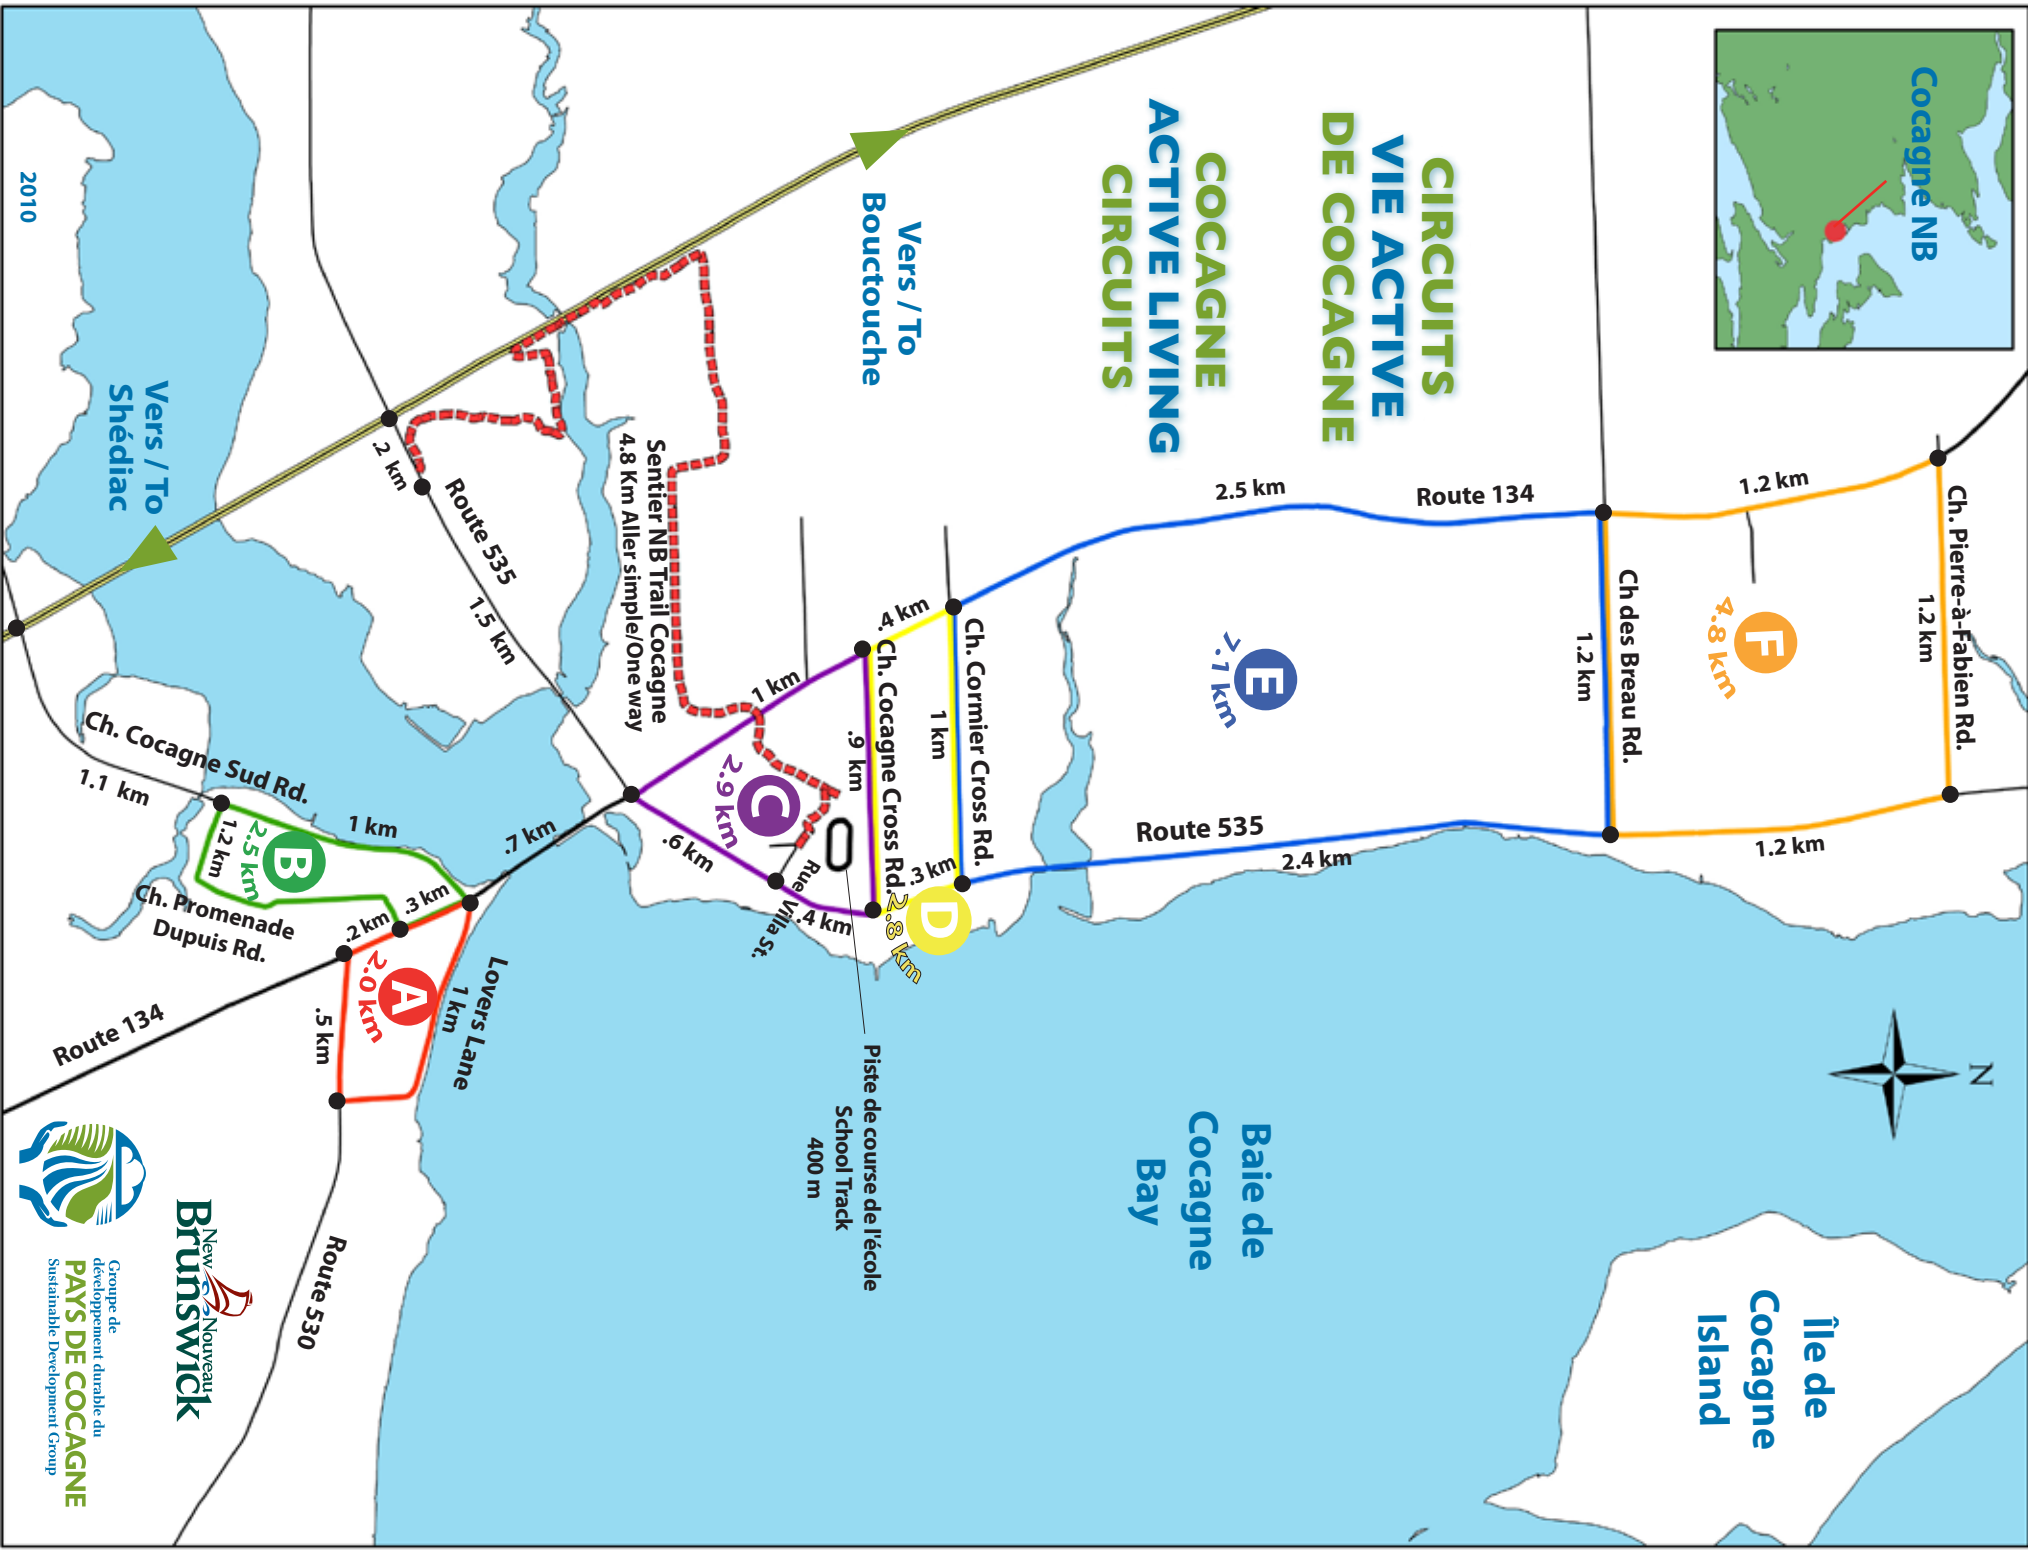 Cocagne NB
CIRCUITS
VIE ACTIVE
DE COCAGNE
COCAGNE
ACTIVE LIVING
CIRCUITS
Vers / To
Bouctouche
Vers / To
Shédiac
2010
N
Île de
Cocagne
Island
Baie de
Cocagne
Bay
Ch. Pierre-à-Fabien Rd.
1.2 km
1.2 km
F
4.8 km
1.2 km
Ch des Breau Rd.
1.2 km
Route 134
2.5 km
E
7.1 km
Route 535
2.4 km
Ch. Cormier Cross Rd.
1 km
.4 km
.3 km
D
2.8 km
Ch. Cocagne Cross Rd.
.9 km
1 km
C
2.9 km
.6 km
.4 km
Rue Villa St.
Piste de course de l'école
School Track
400 m
Sentier NB Trail Cocagne
4.8 Km Aller simple/One way
Route 535
.2 km
1.5 km
.7 km
Ch. Cocagne Sud Rd.
1.1 km
1 km
B
2.5 km
1.2 km
Ch. Promenade
Dupuis Rd.
.3 km
.2 km
A
2.0 km
.5 km
Lovers Lane
1 km
Route 134
Route 530
New Nouveau
Brunswick
Groupe de
développement durable du
PAYS DE COCAGNE
Sustainable Development Group